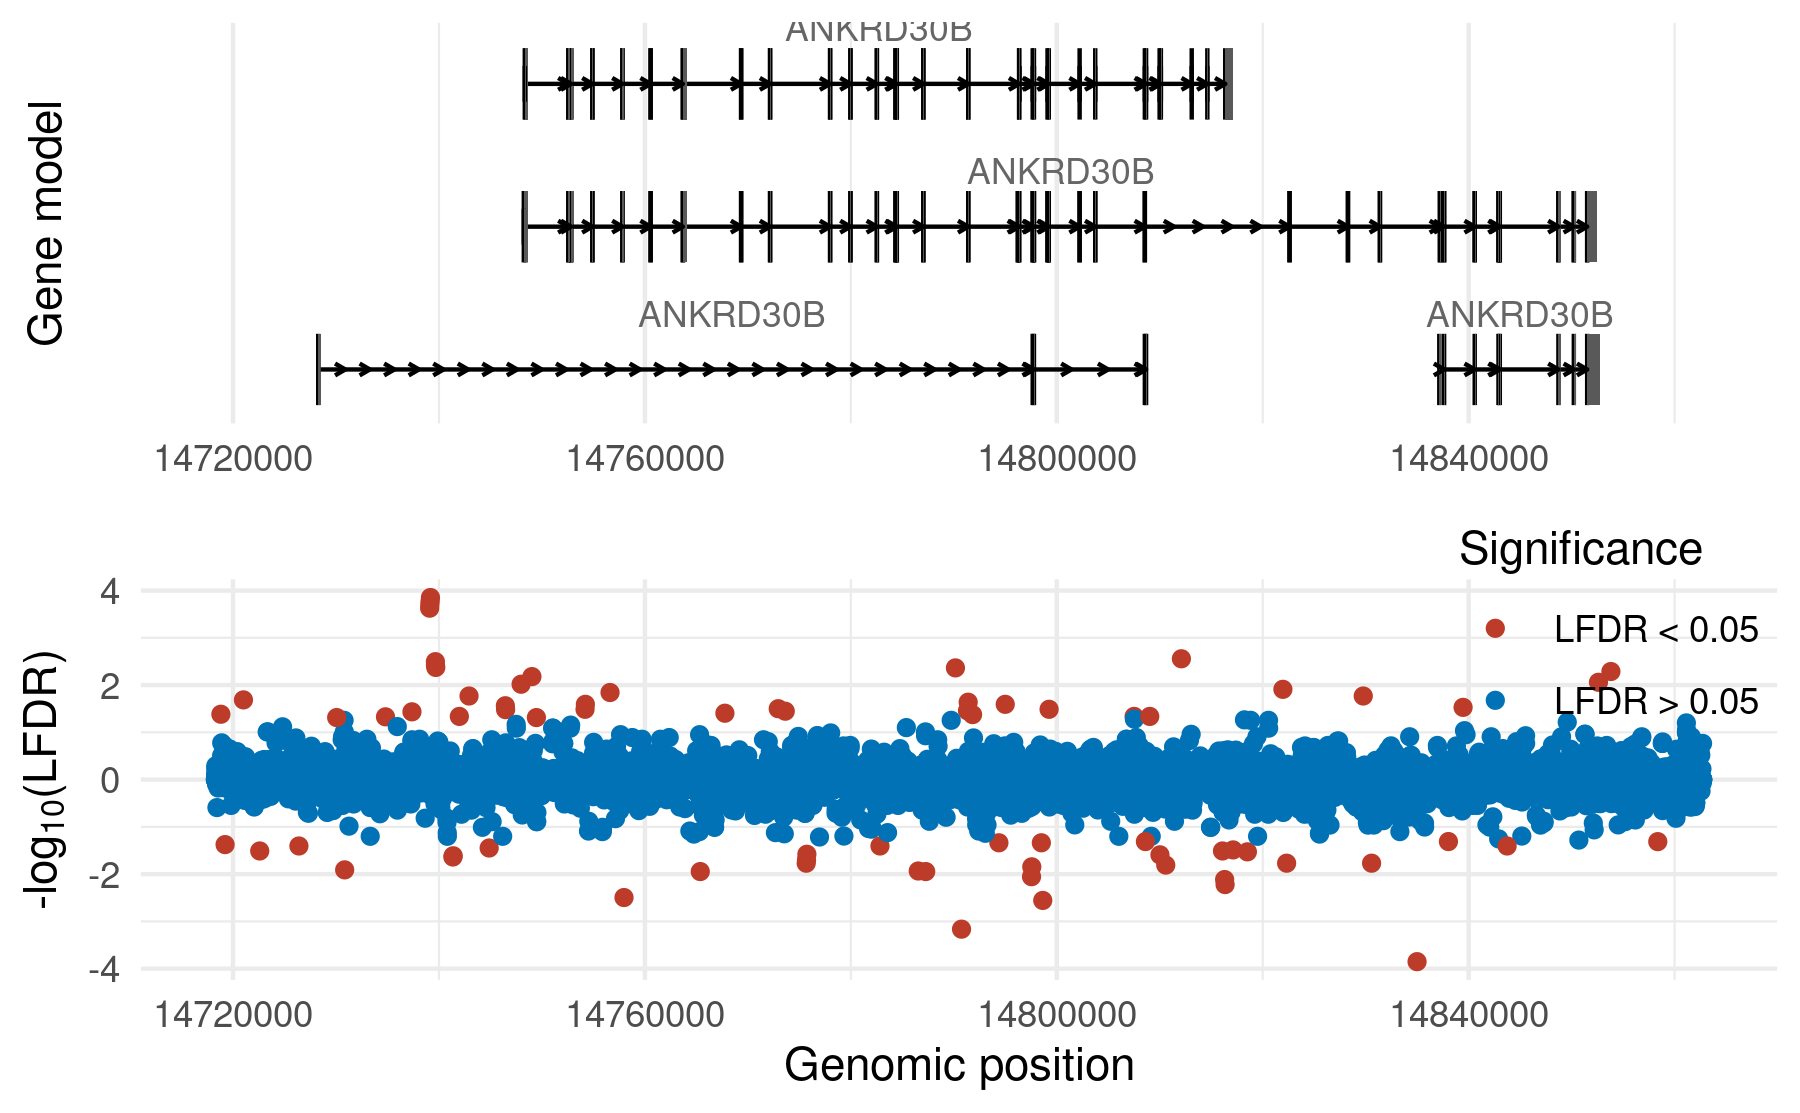 ANKRD30B
ANKRD30B
ANKRD30B ANKRD30B
Gene model
14720000 14760000 14800000 14840000
Significance
LFDR < 0.05
LFDR > 0.05
4
2
0
-2
-4
-log10(LFDR)
14720000 14760000 14800000 14840000
Genomic position